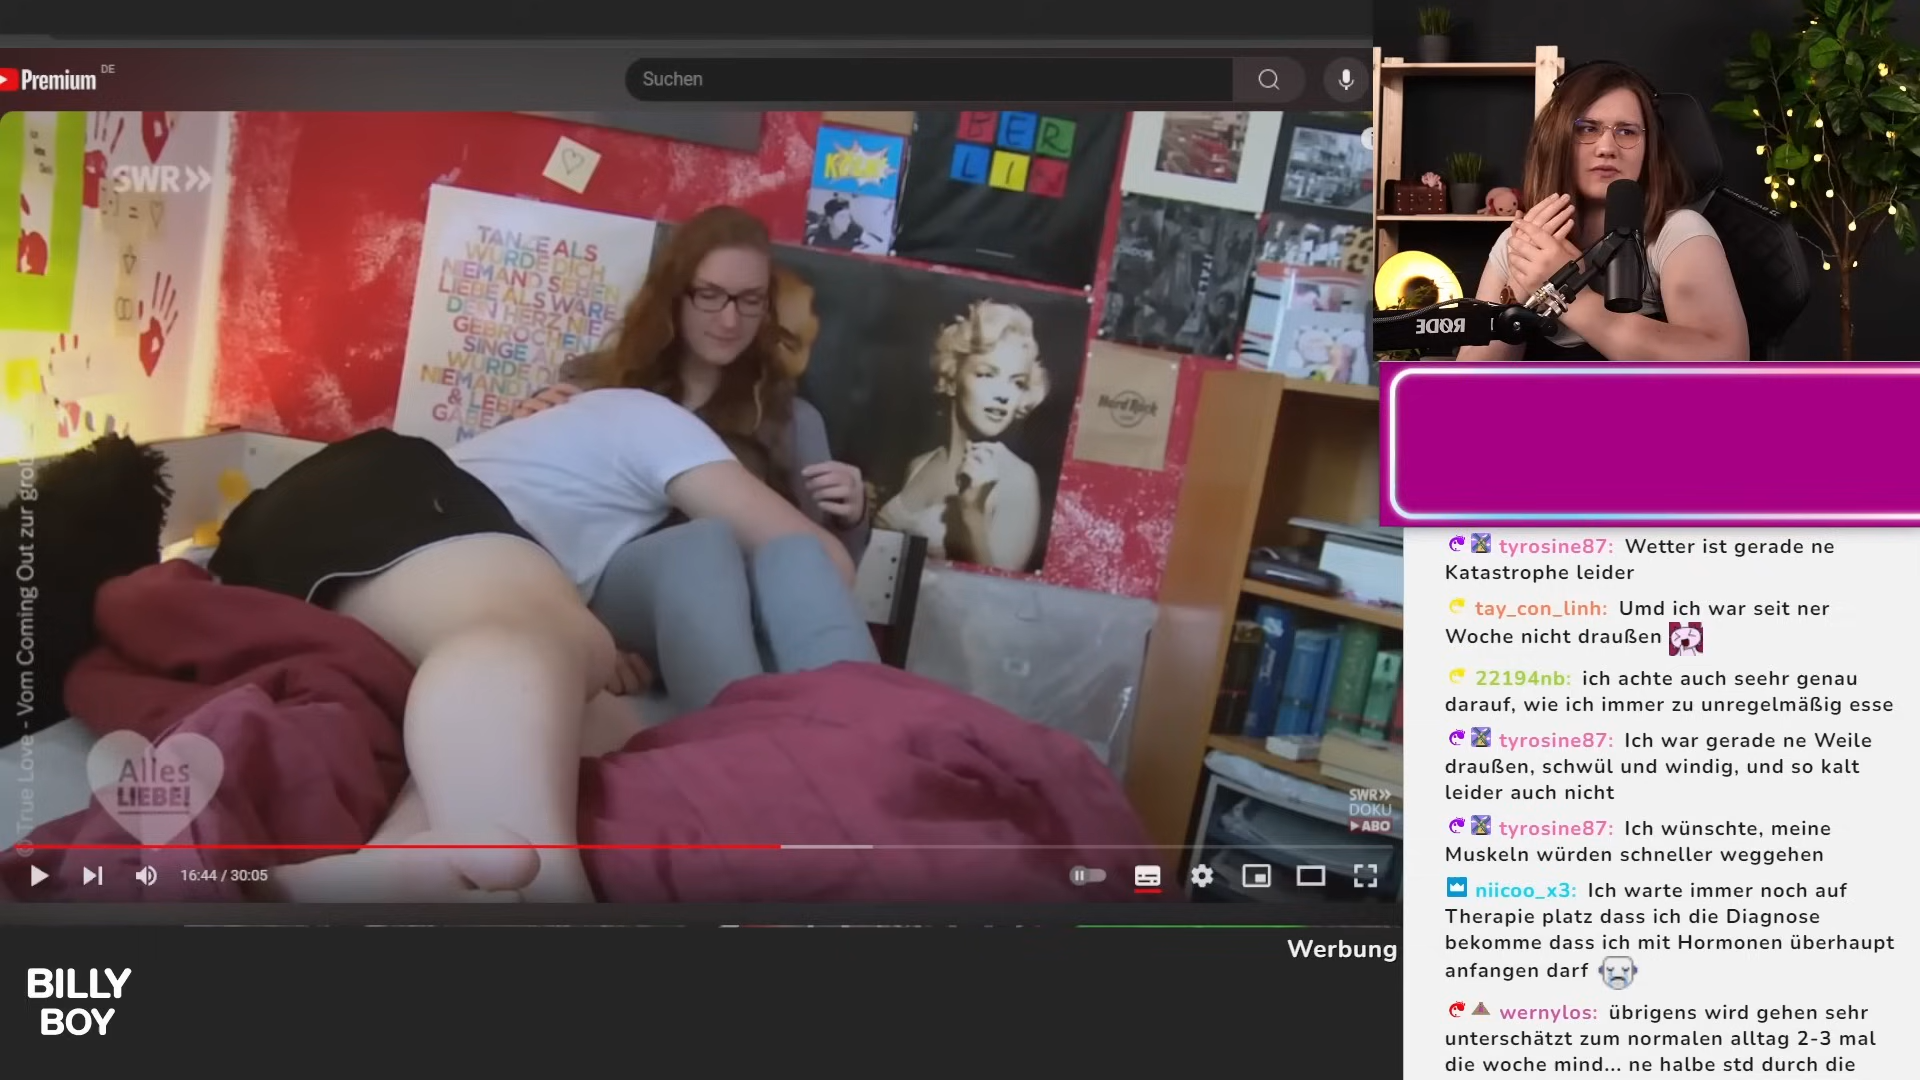 Premium DE
Suchen
SWR»
BER
LIN
TANZE ALS
WÜRDE DICH
NIEMAND SEHEN
LIEBE ALS WÄRE
DEIN HERZ NIE
GEBROCHEN
SINGE
WÜRDE
NIEMAND
Hard Rock
© True Love - Vom Coming Out zur
Alles
LIEBE!
SWR»
DOKU
▶ABO
16:44 / 30:05
RØDE
Werbung
BILLY
BOY
tyrosine87: Wetter ist gerade ne
Katastrophe leider
tay_con_linh: Umd ich war seit ner
Woche nicht draußen
22194nb: ich achte auch seehr genau
darauf, wie ich immer zu unregelmäßig esse
tyrosine87: Ich war gerade ne Weile
draußen, schwül und windig, und so kalt
leider auch nicht
tyrosine87: Ich wünschte, meine
Muskeln würden schneller weggehen
niicoo_x3: Ich warte immer noch auf
Therapie platz dass ich die Diagnose
bekomme dass ich mit Hormonen überhaupt
anfangen darf
wernylos: übrigens wird gehen sehr
unterschätzt zum normalen alltag 2-3 mal
die woche mind... ne halbe std durch die